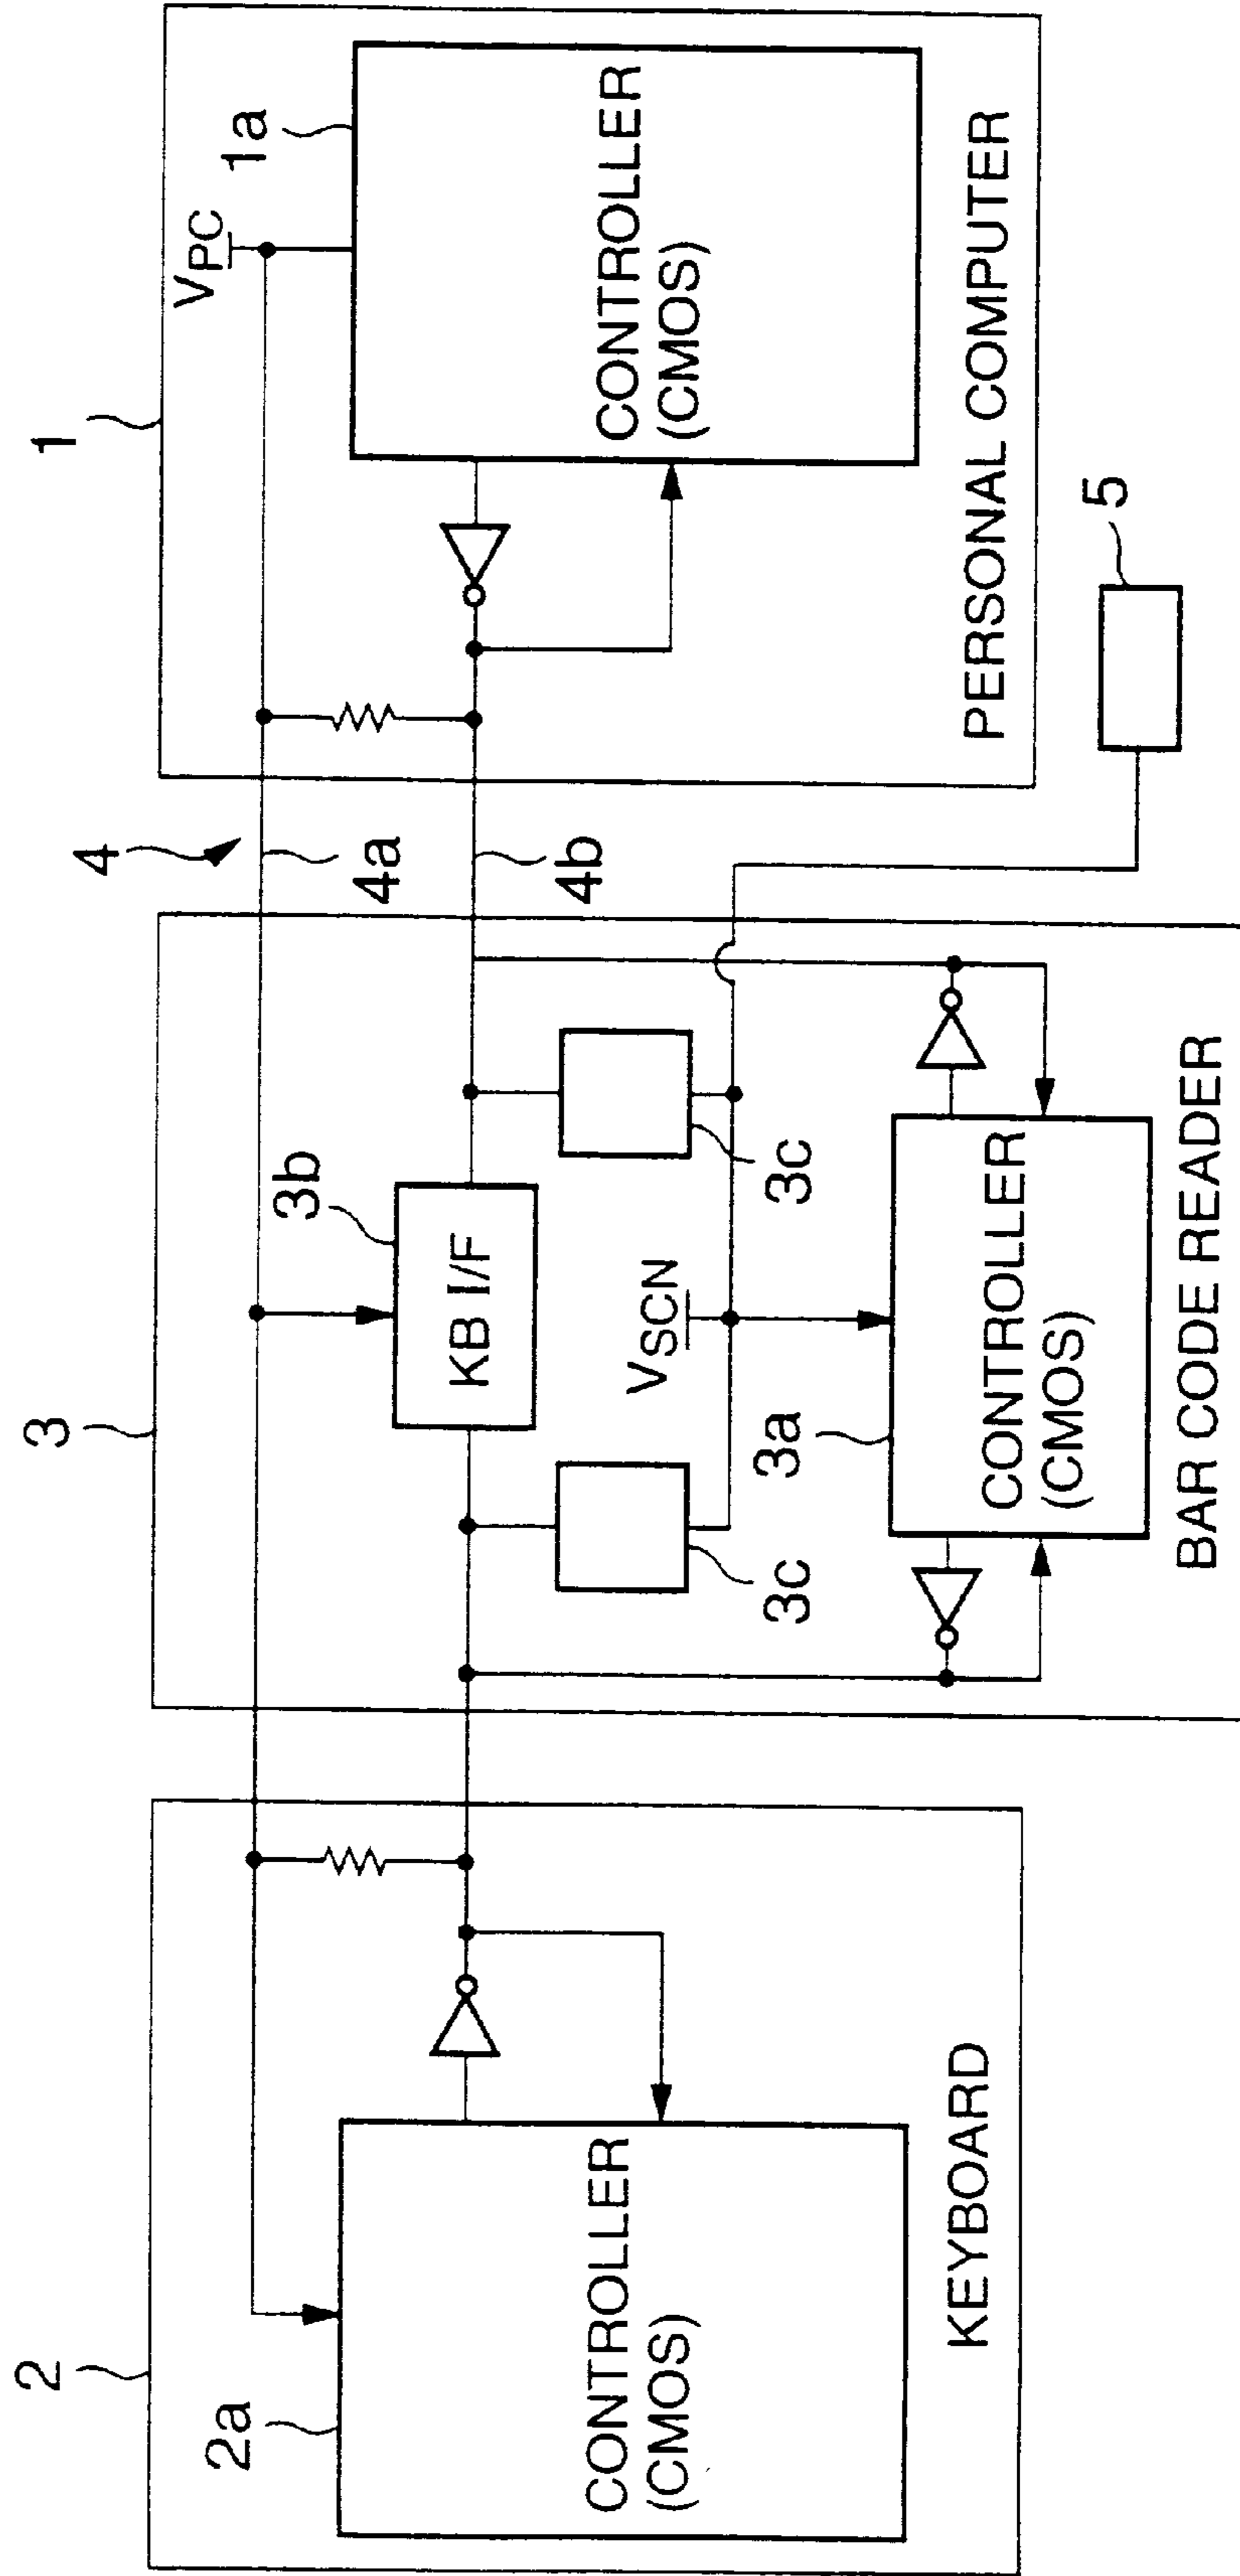 2
2a
CONTROLLER
(CMOS)
KEYBOARD
3
3b
KB I/F
3c
3c
VSCN
3a
CONTROLLER
(CMOS)
BAR CODE READER
4
4a
4b
1
VPC
1a
CONTROLLER
(CMOS)
PERSONAL COMPUTER
5